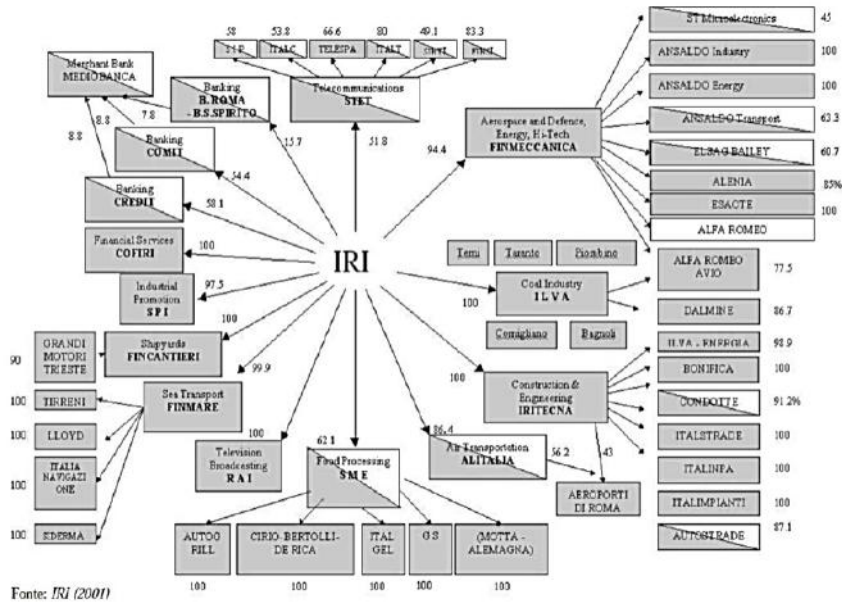 58
53.8
66.6
80
49.1
83.3
S I P
ITALC
TELESPA
ITALT
SIRTI
Telecommunications
STET
Merchant Bank
MEDIOBANCA
Banking
B.ROMA
- B.S.SPIRITO
8.8
8.8
7.8
Banking
COMIT
15.7
51.8
54.4
Banking
CREDIT
58.1
Financial Services
COFIRI
100
Industrial
Promotion
S P I
97.5
IRI
Aerospace and Defence,
Energy, Hi-Tech
FINMECCANICA
94.4
ST Microelectronics
45
ANSALDO Industry
100
ANSALDO Energy
100
ANSALDO Transport
63.3
ELSAG BAILEY
60.7
ALENIA
85%
ESAOTE
100
ALFA ROMEO
Terni
Taranto
Piombino
Coal Industry
I L V A
100
Cornigliano
Bagnoli
ALFA ROMEO
AVIO
77.5
DALMINE
86.7
ILVA - ENERGIA
98.9
BONIFICA
100
CONDOTTE
91.2%
ITALSTRADE
100
ITALINPA
100
ITALIMPIANTI
100
AUTOSTRADE
87.1
Construction &
Engineering
IRITECNA
100
43
AEROPORTI
DI ROMA
Air Transportation
ALITALIA
86.4
56.2
GRANDI
MOTORI
TRIESTE
90
Shipyards
FINCANTIERI
100
Sea Transport
FINMARE
99.9
TIRRENI
100
LLOYD
100
ITALIA
NAVIGAZI
ONE
100
SIDERMA
100
Television
Broadcasting
R A I
100
Food Processing
S M E
62.1
AUTOG
RILL
100
CIRIO-BERTOLLI-
DE RICA
100
ITAL
GEL
100
G S
100
(MOTTA -
ALEMAGNA)
100
Fonte: IRI (2001)